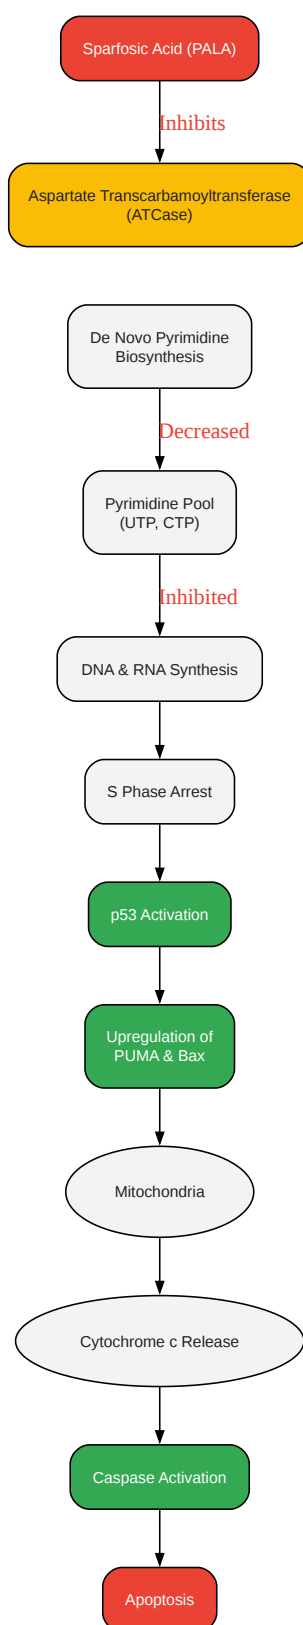 Sparfosic Acid (PALA)
Inhibits
Aspartate Transcarbamoyltransferase
(ATCase)
De Novo Pyrimidine
Biosynthesis
Decreased
Pyrimidine Pool
(UTP, CTP)
Inhibited
DNA & RNA Synthesis
S Phase Arrest
p53 Activation
Upregulation of
PUMA & Bax
Mitochondria
Cytochrome c Release
Caspase Activation
Apoptosis